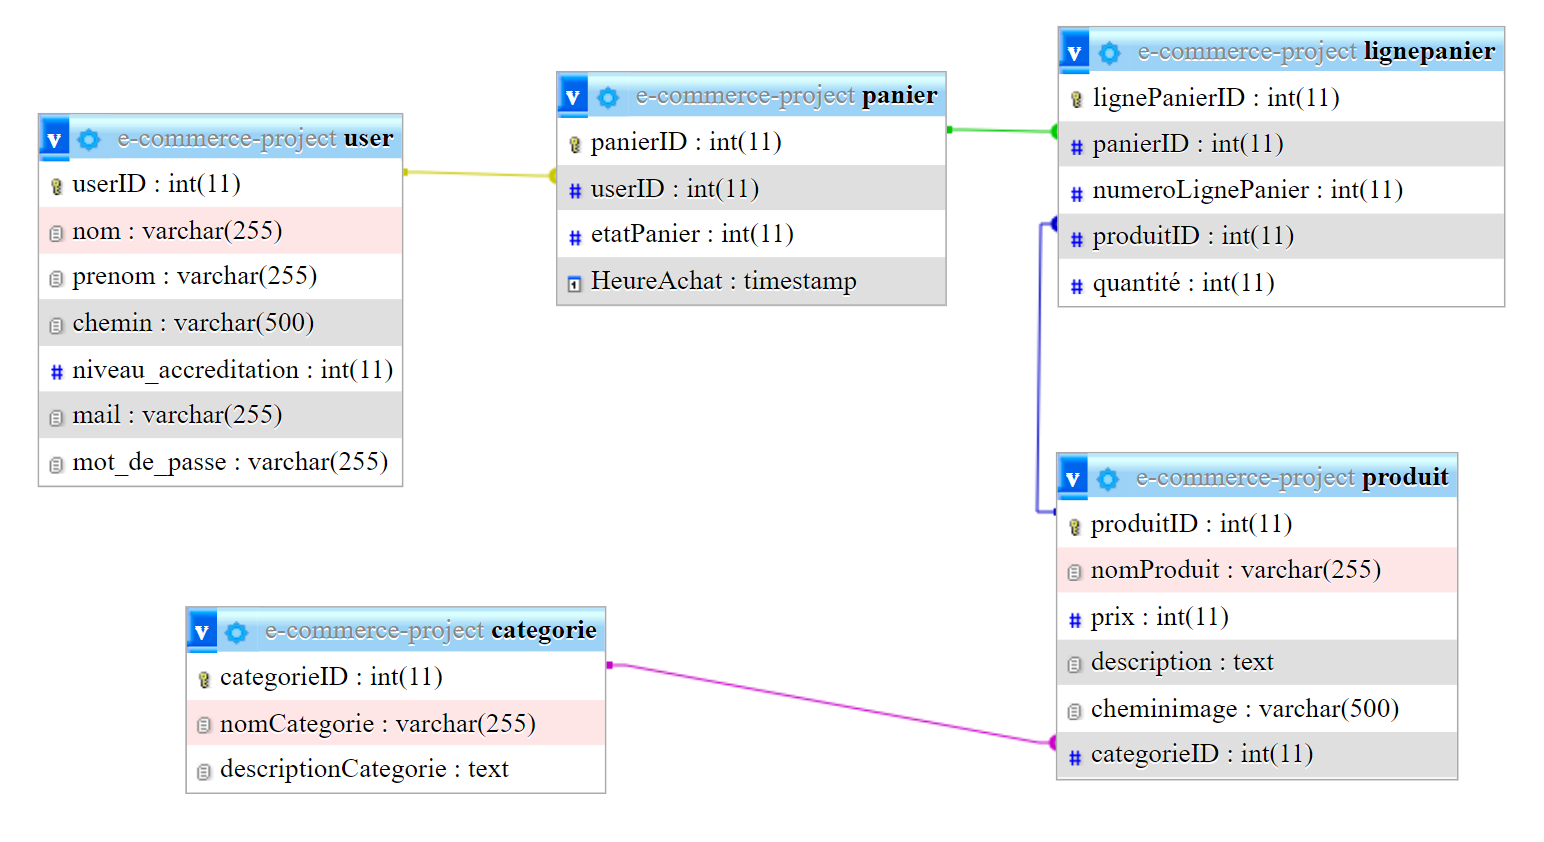 v e-commerce-project user
userID : int(11)
nom : varchar(255)
prenom : varchar(255)
chemin : varchar(500)
# niveau_accreditation : int(11)
mail : varchar(255)
mot_de_passe : varchar(255)
v e-commerce-project panier
panierID : int(11)
# userID : int(11)
# etatPanier : int(11)
1 HeureAchat : timestamp
v e-commerce-project lignepanier
lignePanierID : int(11)
# panierID : int(11)
# numeroLignePanier : int(11)
# produitID : int(11)
# quantité : int(11)
v e-commerce-project categorie
categorieID : int(11)
nomCategorie : varchar(255)
descriptionCategorie : text
v e-commerce-project produit
produitID : int(11)
nomProduit : varchar(255)
# prix : int(11)
description : text
cheminimage : varchar(500)
# categorieID : int(11)